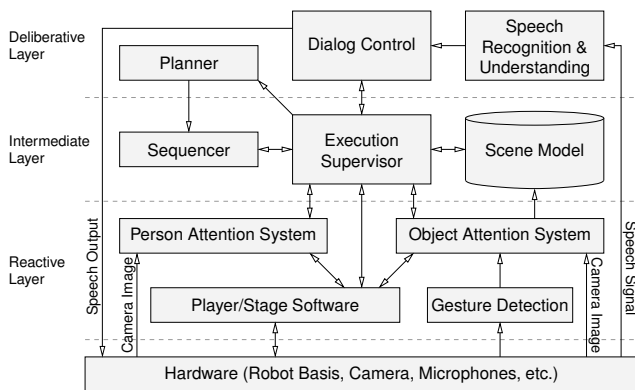 Deliberative
Layer
Dialog Control
Speech
Recognition &
Understanding
Planner
Intermediate
Layer
Sequencer
Execution
Supervisor
Scene Model
Reactive
Layer
Speech Output
Camera Image
Person Attention System
Object Attention System
Player/Stage Software
Gesture Detection
Camera Image
Speech Signal
Hardware (Robot Basis, Camera, Microphones, etc.)